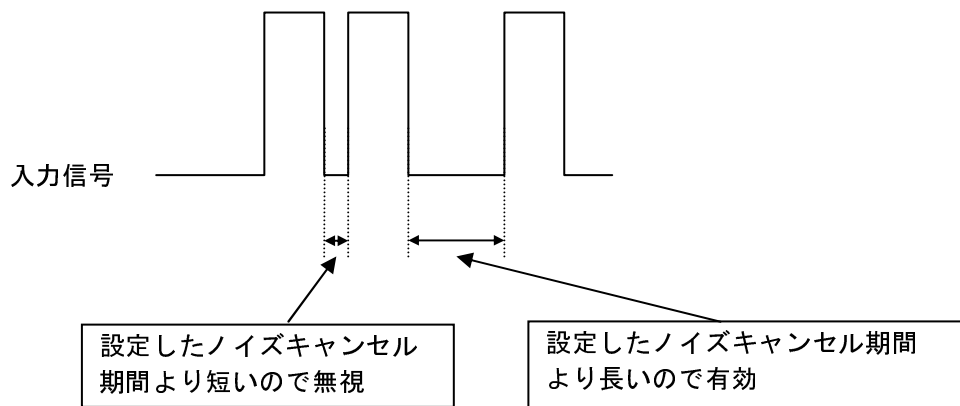 入力信号
設定したノイズキャンセル
期間より短いので無視
設定したノイズキャンセル期間
より長いので有効